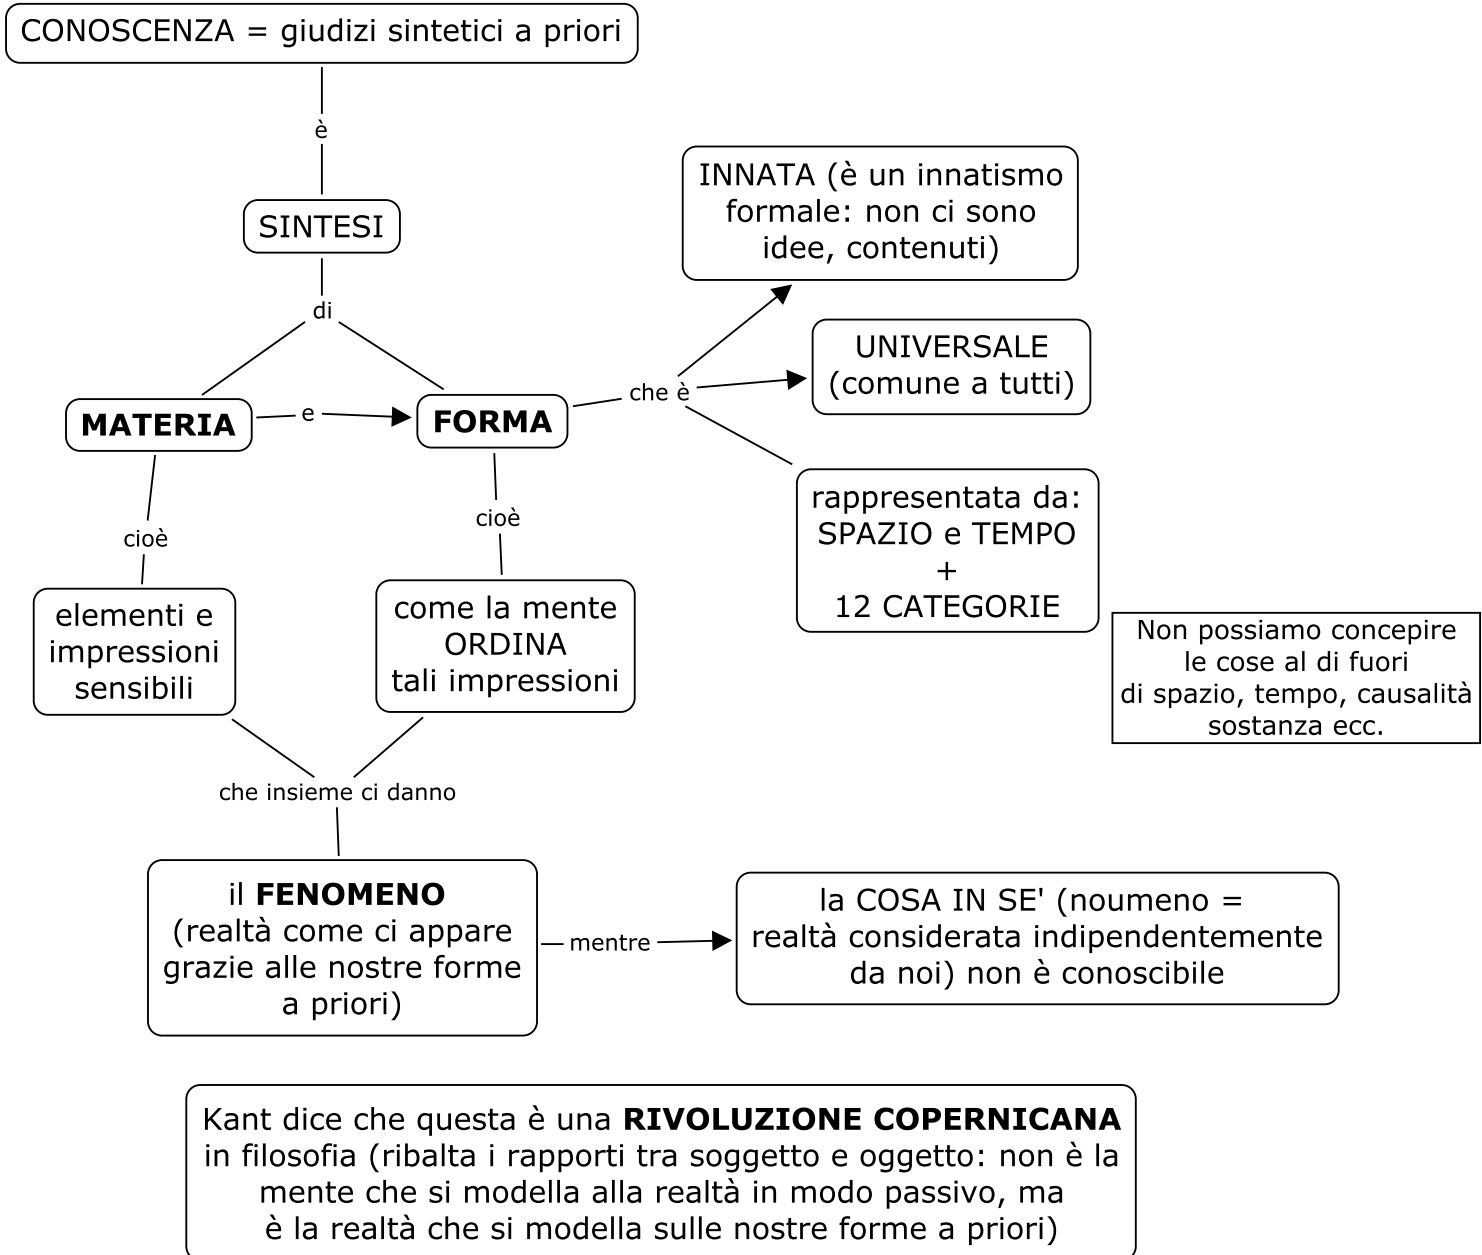 CONOSCENZA = giudizi sintetici a priori
è
SINTESI
di
MATERIA
e
FORMA
che è
INNATA (è un innatismo
formale: non ci sono
idee, contenuti)
UNIVERSALE
(comune a tutti)
rappresentata da:
SPAZIO e TEMPO
+
12 CATEGORIE
Non possiamo concepire
le cose al di fuori
di spazio, tempo, causalità
sostanza ecc.
cioè
elementi e
impressioni
sensibili
cioè
come la mente
ORDINA
tali impressioni
che insieme ci danno
il FENOMENO
(realtà come ci appare
grazie alle nostre forme
a priori)
mentre
la COSA IN SE' (noumeno =
realtà considerata indipendentemente
da noi) non è conoscibile
Kant dice che questa è una RIVOLUZIONE COPERNICANA
in filosofia (ribalta i rapporti tra soggetto e oggetto: non è la
mente che si modella alla realtà in modo passivo, ma
è la realtà che si modella sulle nostre forme a priori)